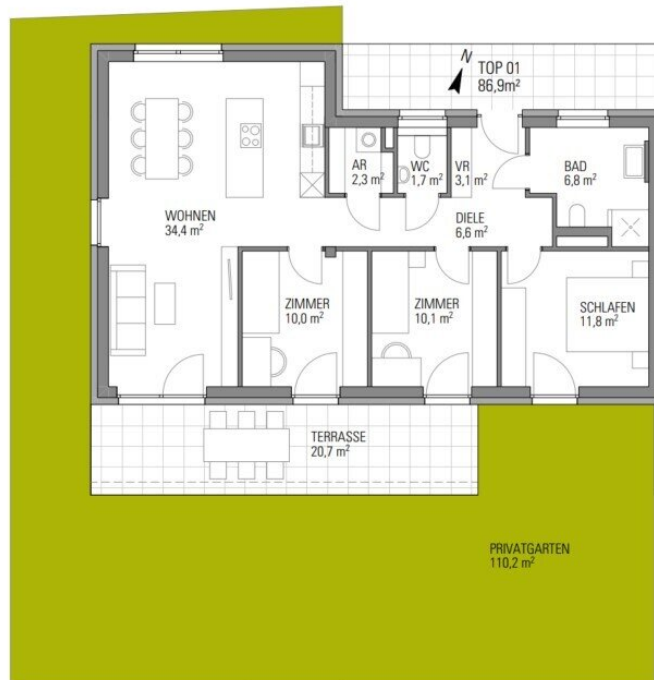 N
TOP 01
86,9m²
AR
2,3 m²
WC
1,7 m²
VR
3,1 m²
BAD
6,8 m²
WOHNEN
34,4 m²
DIELE
6,6 m²
ZIMMER
10,0 m²
ZIMMER
10,1 m²
SCHLAFEN
11,8 m²
TERRASSE
20,7 m²
PRIVATGARTEN
110,2 m²